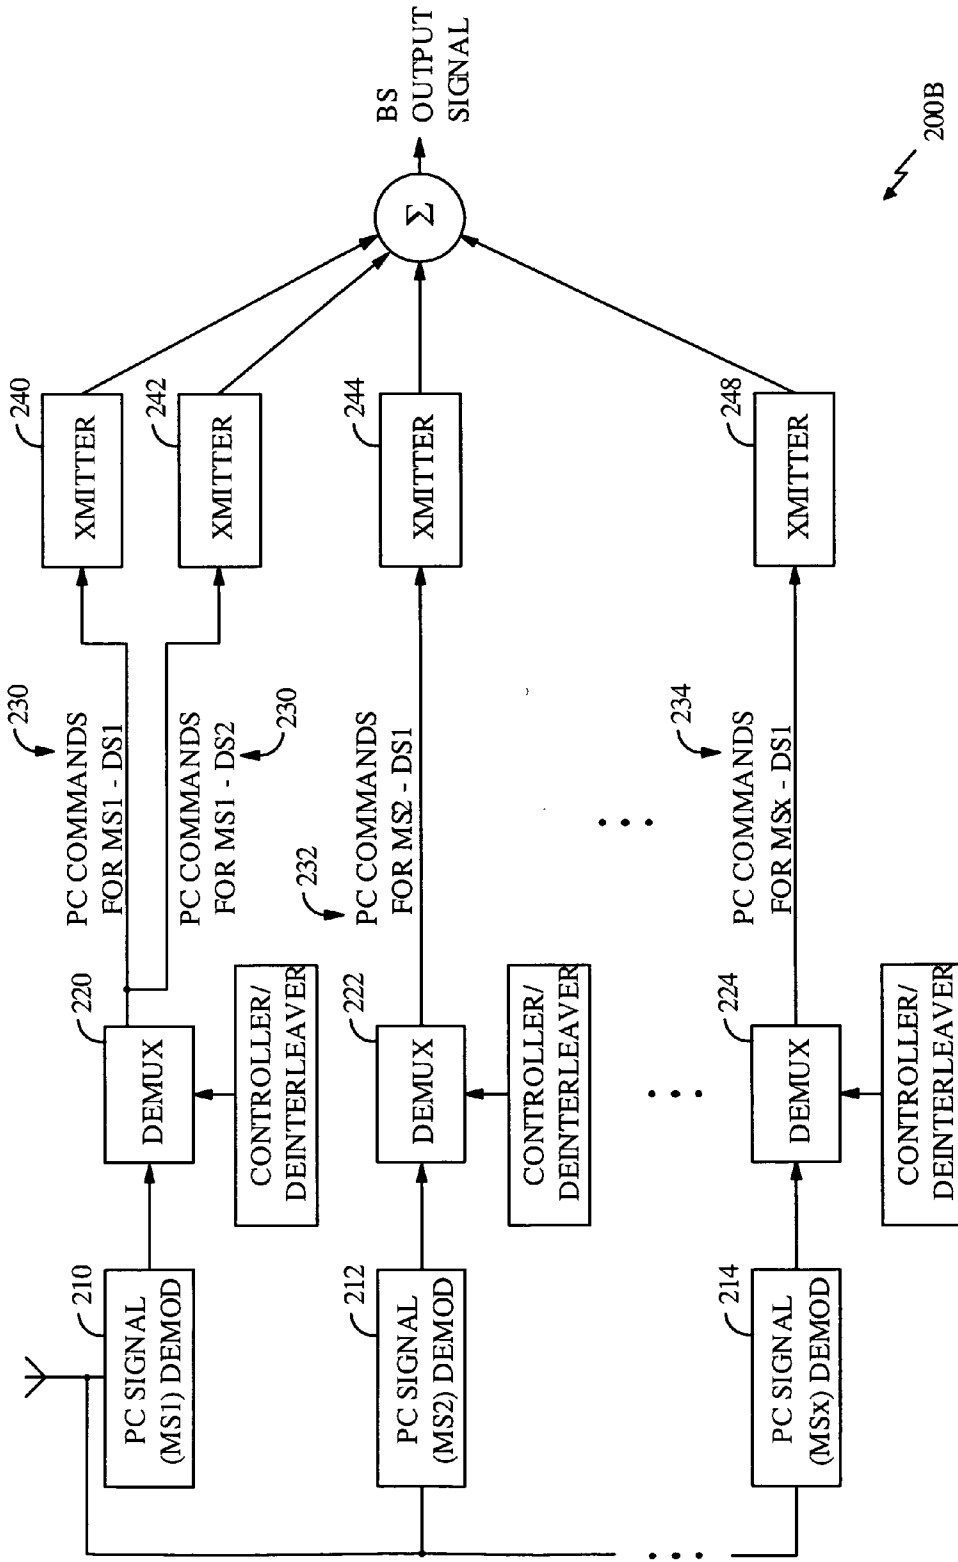 210
PC SIGNAL
(MS1) DEMOD
220
DEMUX
CONTROLLER/
DEINTERLEAVER
230
PC COMMANDS
FOR MS1 - DS1
PC COMMANDS
FOR MS1 - DS2
230
240
XMITTER
242
XMITTER
212
PC SIGNAL
(MS2) DEMOD
222
DEMUX
CONTROLLER/
DEINTERLEAVER
232
PC COMMANDS
FOR MS2 - DS1
244
XMITTER
Σ
BS
OUTPUT
SIGNAL
214
PC SIGNAL
(MSx) DEMOD
224
DEMUX
CONTROLLER/
DEINTERLEAVER
234
PC COMMANDS
FOR MSx - DS1
248
XMITTER
200B